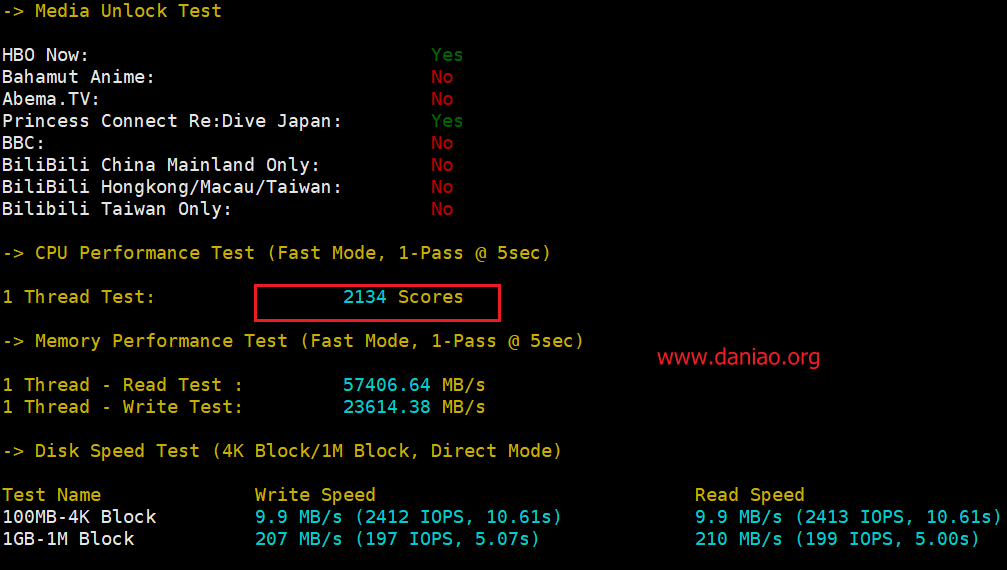 -> Media Unlock Test
HBO Now: Yes
Bahamut Anime: No
Abema.TV: No
Princess Connect Re:Dive Japan: Yes
BBC: No
BiliBili China Mainland Only: No
BiliBili Hongkong/Macau/Taiwan: No
Bilibili Taiwan Only: No
-> CPU Performance Test (Fast Mode, 1-Pass @ 5sec)
1 Thread Test: 2134 Scores
-> Memory Performance Test (Fast Mode, 1-Pass @ 5sec)
www.daniao.org
1 Thread - Read Test : 57406.64 MB/s
1 Thread - Write Test: 23614.38 MB/s
-> Disk Speed Test (4K Block/1M Block, Direct Mode)
Test Name Write Speed Read Speed
100MB-4K Block 9.9 MB/s (2412 IOPS, 10.61s) 9.9 MB/s (2413 IOPS, 10.61s)
1GB-1M Block 207 MB/s (197 IOPS, 5.07s) 210 MB/s (199 IOPS, 5.00s)